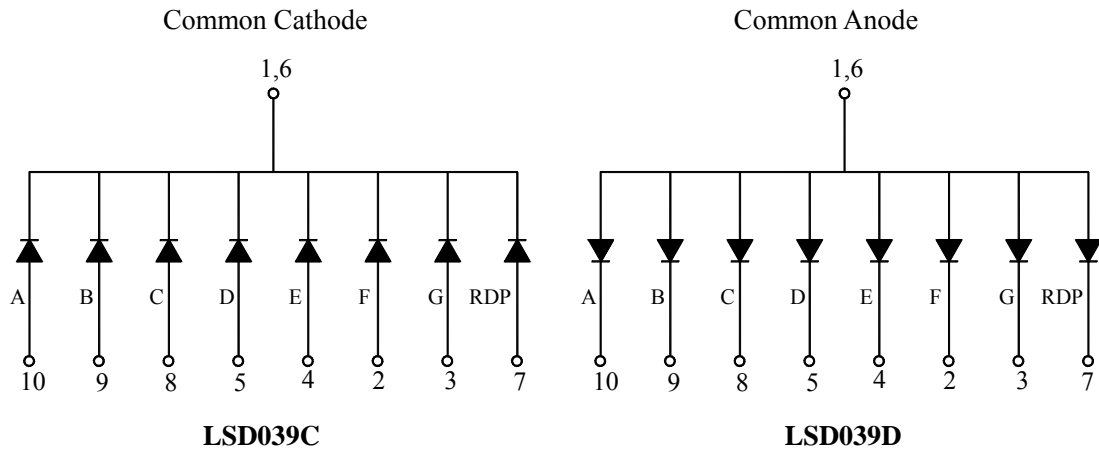 Common Cathode Common Anode
1,6 1,6
A B C D E F G RDP A B C D E F G RDP
10 9 8 5 4 2 3 7 10 9 8 5 4 2 3 7
LSD039C LSD039D